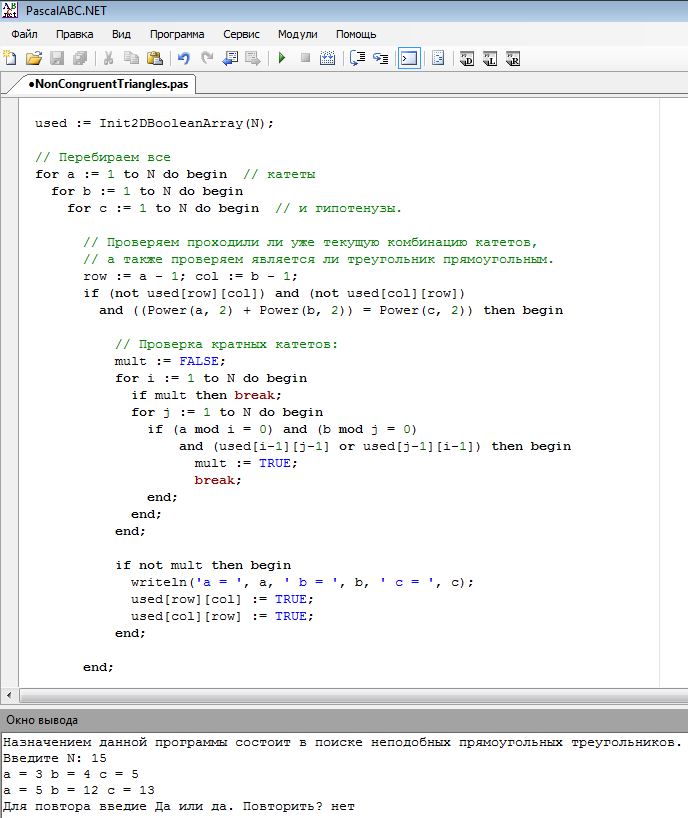 PascalABC.NET
Файл Правка Вид Программа Сервис Модули Помощь
•NonCongruentTriangles.pas
used := Init2DBooleanArray(N);
// Перебираем все
for a := 1 to N do begin // катеты
for b := 1 to N do begin
for c := 1 to N do begin // и гипотенузы.
// Проверяем проходили ли уже текущую комбинацию катетов,
// а также проверяем является ли треугольник прямоугольным.
row := a - 1; col := b - 1;
if (not used[row][col]) and (not used[col][row])
and ((Power(a, 2) + Power(b, 2)) = Power(c, 2)) then begin
// Проверка кратных катетов:
mult := FALSE;
for i := 1 to N do begin
if mult then break;
for j := 1 to N do begin
if (a mod i = 0) and (b mod j = 0)
and (used[i-1][j-1] or used[j-1][i-1]) then begin
mult := TRUE;
break;
end;
end;
end;
if not mult then begin
writeln('a = ', a, ' b = ', b, ' c = ', c);
used[row][col] := TRUE;
used[col][row] := TRUE;
end;
end;
Окно вывода
Назначением данной программы состоит в поиске неподобных прямоугольных треугольников.
Введите N: 15
a = 3 b = 4 c = 5
a = 5 b = 12 c = 13
Для повтора введие Да или да. Повторить? нет